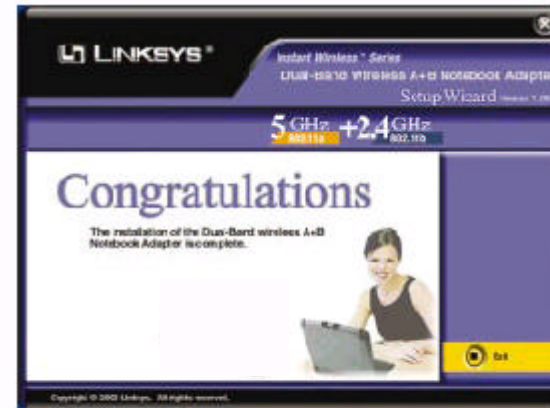 LINKSYS®
Instant Wireless™ Series
Dual-Band Wireless A+B Notebook Adapter
Setup Wizard
5 GHz +2.4 GHz
802.11a 802.11b
Congratulations
The installation of the Dual-Band wireless A+B
Notebook Adapter is complete.
Exit
Copyright © 2002 Linksys. All rights reserved.